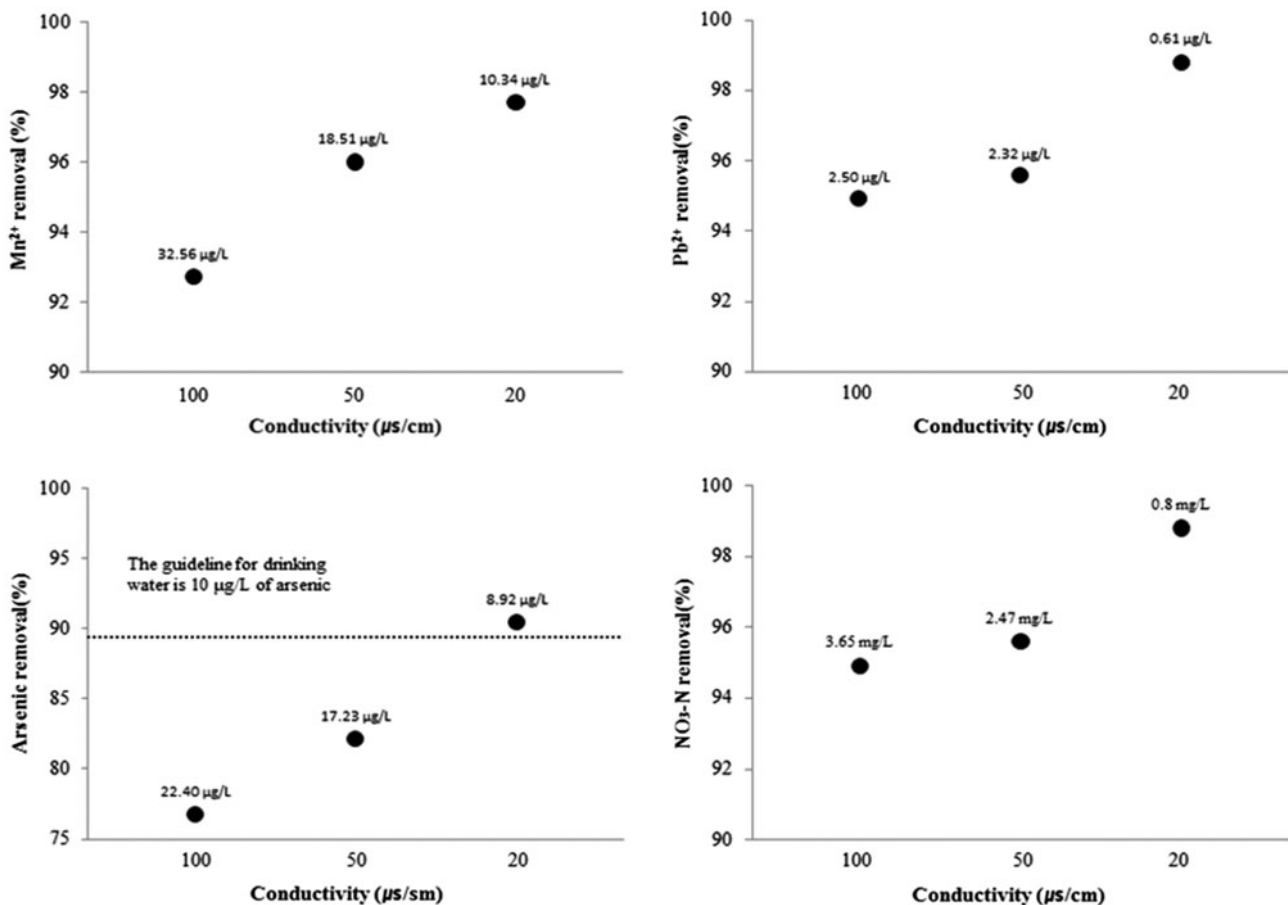 100
98
96
94
92
90
Mn²⁺ removal (%)
32.56 µg/L
18.51 µg/L
10.34 µg/L
100
50
20
Conductivity (µs/cm)
100
98
96
94
92
90
Pb²⁺ removal(%)
2.50 µg/L
2.32 µg/L
0.61 µg/L
100
50
20
Conductivity (µs/cm)
100
95
90
85
80
75
Arsenic removal(%)
The guideline for drinking
water is 10 µg/L of arsenic
22.40 µg/L
17.23 µg/L
8.92 µg/L
100
50
20
Conductivity (µs/sm)
100
98
96
94
92
90
NO₃-N removal(%)
3.65 mg/L
2.47 mg/L
0.8 mg/L
100
50
20
Conductivity (µs/cm)